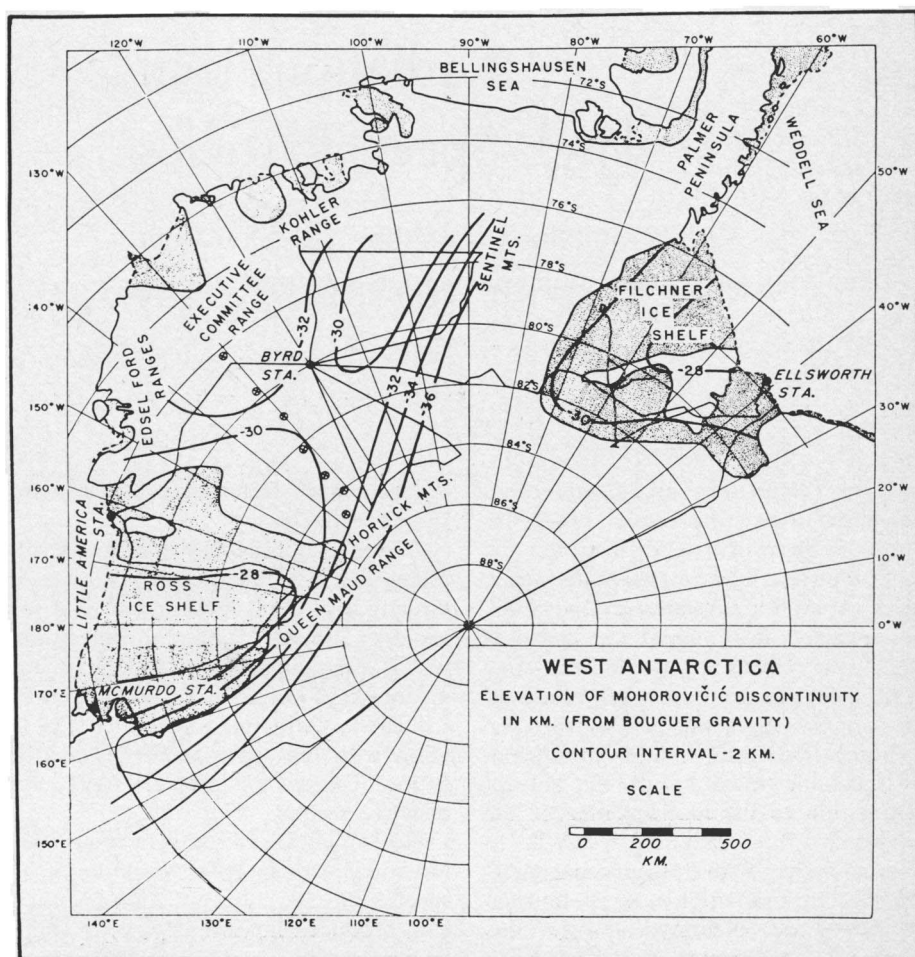 120°W
110°W
100°W
90°W
80°W
70°W
60°W
BELLINGSHAUSEN
SEA
72°S
74°S
76°S
78°S
80°S
82°S
84°S
86°S
88°S
PALMER
PENINSULA
WEDDELL SEA
130°W
50°W
KOHLER
RANGE
SENTINEL
MTS.
EXECUTIVE
COMMITTEE
RANGE
FILCHNER
ICE
SHELF
140°W
40°W
-32
-30
BYRD
STA.
-32
-34
-36
-28
ELLSWORTH
STA.
EDSEL FORD
RANGES
150°W
30°W
-30
-30
160°W
20°W
HORLICK MTS.
LITTLE AMERICA
STA.
170°W
10°W
QUEEN MAUD RANGE
-28
ROSS
ICE SHELF
180°W
0°W
MCMURDO STA.
170°E
160°E
150°E
140°E
130°E
120°E
110°E
100°E
WEST ANTARCTICA
ELEVATION OF MOHOROVIČIĆ DISCONTINUITY
IN KM. (FROM BOUGUER GRAVITY)
CONTOUR INTERVAL - 2 KM.
SCALE
0 200 500
KM.